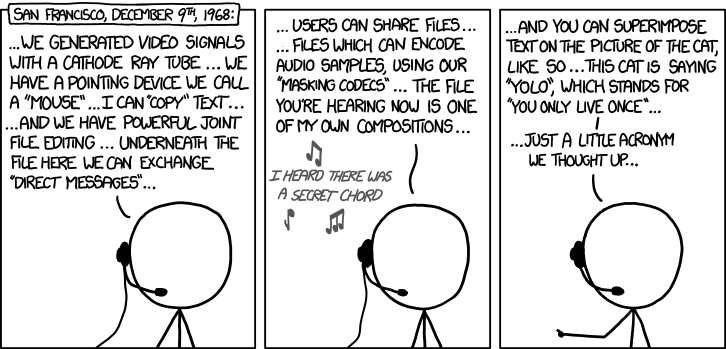 SAN FRANCISCO, DECEMBER 9TH, 1968:
...WE GENERATED VIDEO SIGNALS
WITH A CATHODE RAY TUBE ... WE
HAVE A POINTING DEVICE WE CALL
A "MOUSE"... I CAN "COPY" TEXT...
...AND WE HAVE POWERFUL JOINT
FILE EDITING ... UNDERNEATH THE
FILE HERE WE CAN EXCHANGE
"DIRECT MESSAGES"...
... USERS CAN SHARE FILES ...
... FILES WHICH CAN ENCODE
AUDIO SAMPLES, USING OUR
"MASKING CODECS" ... THE FILE
YOU'RE HEARING NOW IS ONE
OF MY OWN COMPOSITIONS ...
I HEARD THERE WAS
A SECRET CHORD
...AND YOU CAN SUPERIMPOSE
TEXT ON THE PICTURE OF THE CAT,
LIKE SO ... THIS CAT IS SAYING
"YOLO", WHICH STANDS FOR
"YOU ONLY LIVE ONCE"...
...JUST A LITTLE ACRONYM
WE THOUGHT UP...